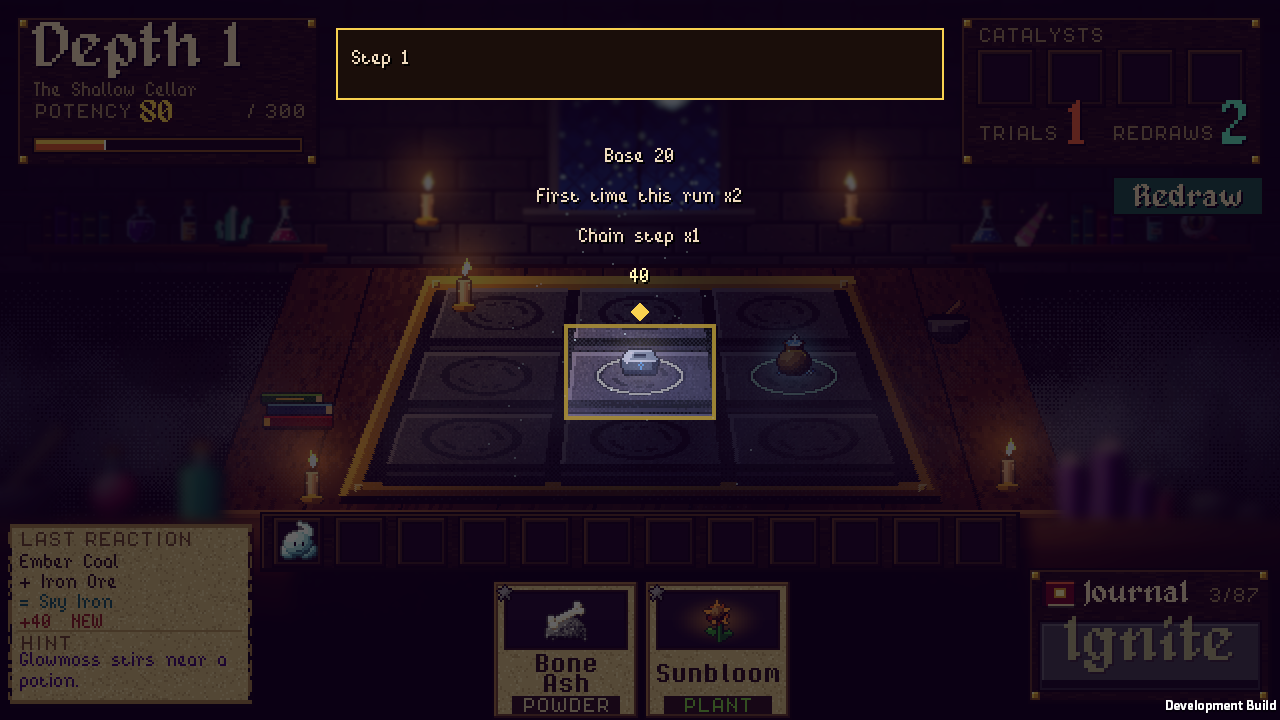 Depth 1
The Shallow Cellar
POTENCY 80 / 300
Step 1
CATALYSTS
TRIALS 1 REDRAWS 2
Redraw
Base 20
First time this run x2
Chain step x1
40
LAST REACTION
Ember Coal
+ Iron Ore
= Sky Iron
+40 NEW
HINT
Glowmoss stirs near a
potion.
Bone
Ash
POWDER
Sunbloom
PLANT
Journal 3/87
Ignite
Development Build